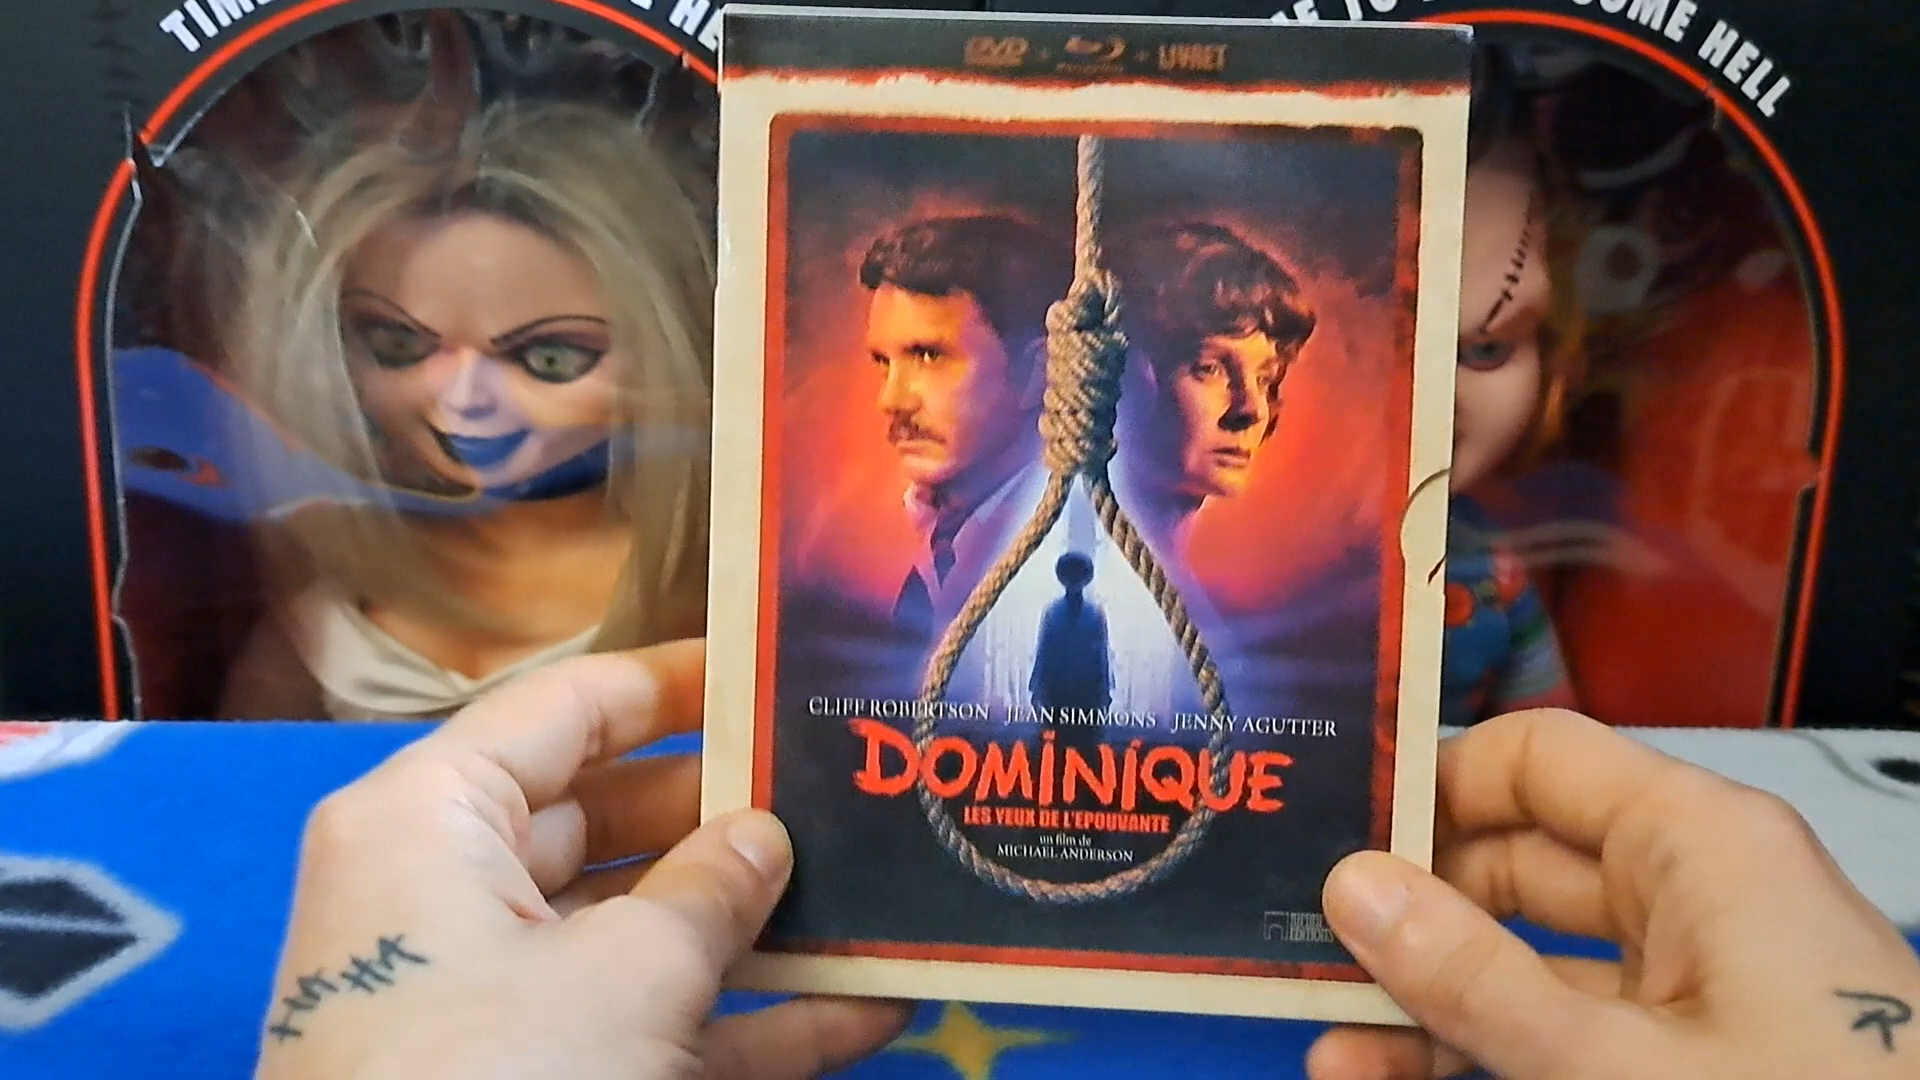 DVD + Blu-ray + LIVRET
COME HELL
CLIFF ROBERTSON JEAN SIMMONS JENNY AGUTTER
DOMINIQUE
LES YEUX DE L'EPOUVANTE
un film de
MICHAEL ANDERSON
EDITIONS
R